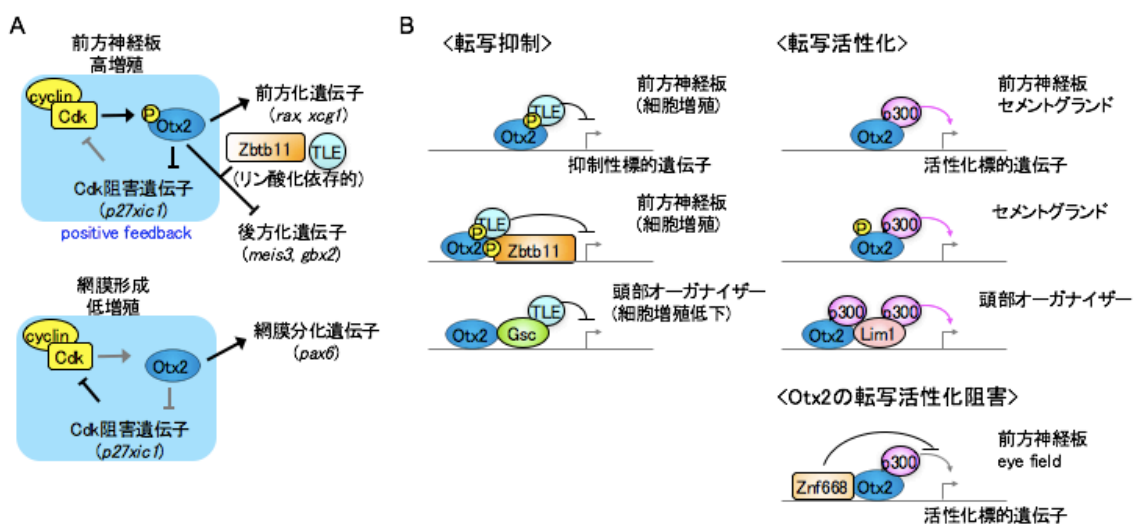 A
前方神経板
高増殖
cyclin
Cdk
P
Otx2
前方化遺伝子
(rax, xcg1)
Zbtb11
TLE
(リン酸化依存的)
Cdk阻害遺伝子
(p27xic1)
positive feedback
後方化遺伝子
(meis3, gbx2)
網膜形成
低増殖
cyclin
Cdk
Otx2
網膜分化遺伝子
(pax6)
Cdk阻害遺伝子
(p27xic1)
B
<転写抑制>
TLE
P
Otx2
前方神経板
(細胞増殖)
抑制性標的遺伝子
TLE
P
Otx2
P
Zbtb11
前方神経板
(細胞増殖)
TLE
Otx2
Gsc
頭部オーガナイザー
(細胞増殖低下)
<転写活性化>
p300
Otx2
前方神経板
セメントグランド
活性化標的遺伝子
P
p300
Otx2
セメントグランド
p300
p300
Otx2
Lim1
頭部オーガナイザー
<Otx2の転写活性化阻害>
p300
Znf668
Otx2
前方神経板
eye field
活性化標的遺伝子